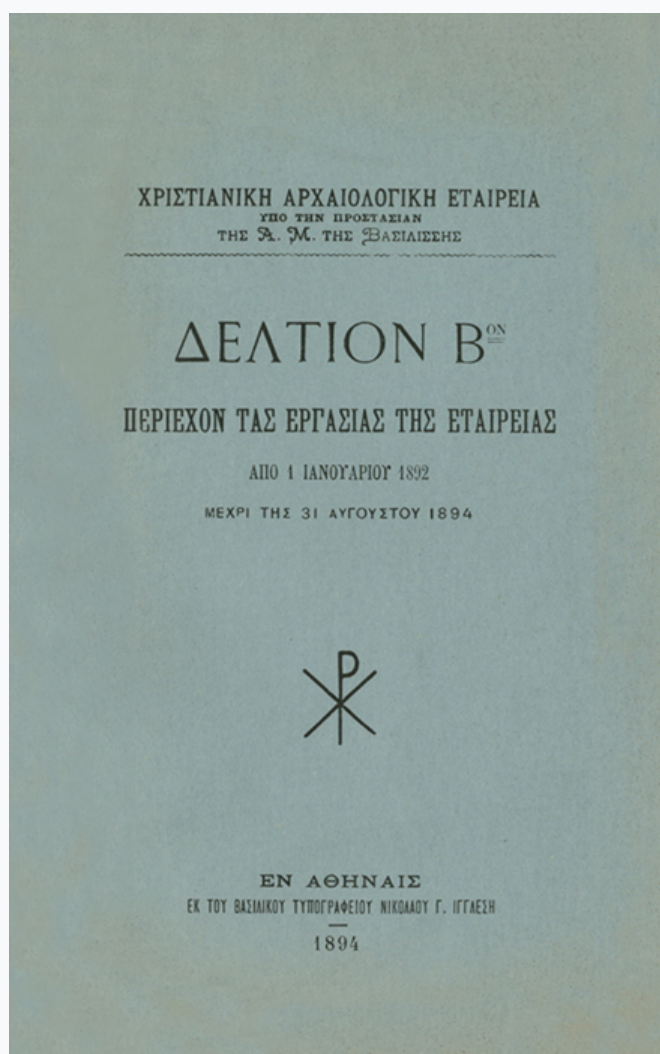 ΧΡΙΣΤΙΑΝΙΚΗ ΑΡΧΑΙΟΛΟΓΙΚΗ ΕΤΑΙΡΕΙΑ
ΥΠΟ ΤΗΝ ΠΡΟΣΤΑΣΙΑΝ
ΤΗΣ Α. Μ. ΤΗΣ ΒΑΣΙΛΙΣΣΗΣ
ΔΕΛΤΙΟΝ Β^ΟΝ
ΠΕΡΙΕΧΟΝ ΤΑΣ ΕΡΓΑΣΙΑΣ ΤΗΣ ΕΤΑΙΡΕΙΑΣ
ΑΠΟ 1 ΙΑΝΟΥΑΡΙΟΥ 1892
ΜΕΧΡΙ ΤΗΣ 31 ΑΥΓΟΥΣΤΟΥ 1894
ΕΝ ΑΘΗΝΑΙΣ
ΕΚ ΤΟΥ ΒΑΣΙΛΙΚΟΥ ΤΥΠΟΓΡΑΦΕΙΟΥ ΝΙΚΟΛΑΟΥ Γ. ΙΓΓΛΕΣΗ
1894